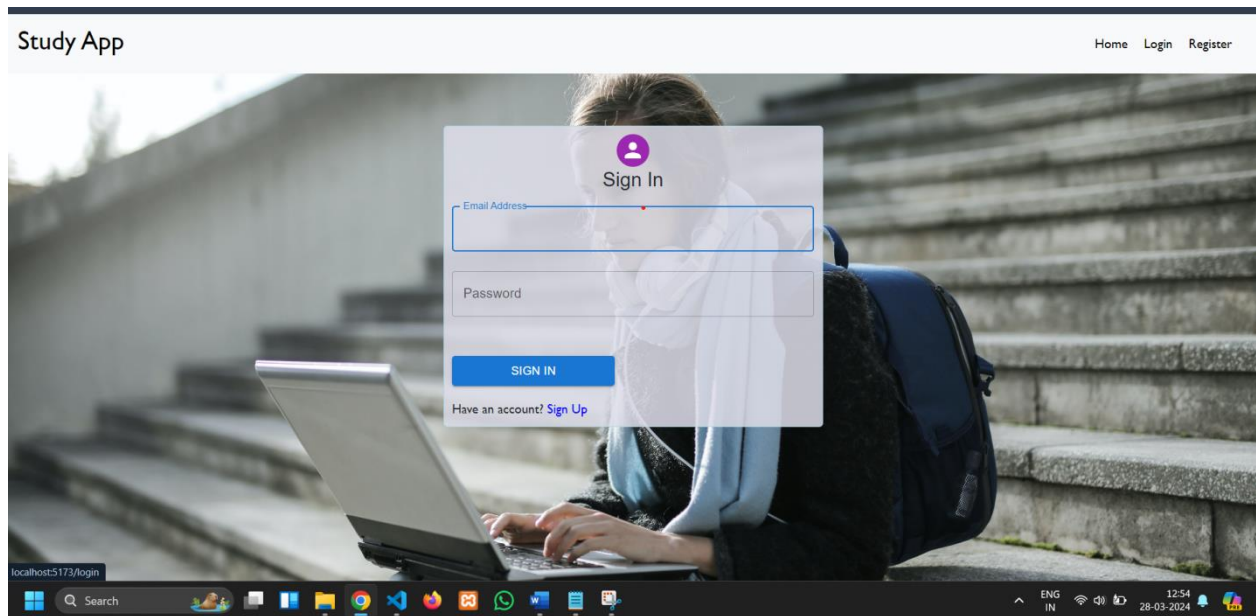 Study App
Home Login Register
Sign In
Email Address
Password
SIGN IN
Have an account? Sign Up
localhost:5173/login
Search
ENG
IN
12:54
28-03-2024